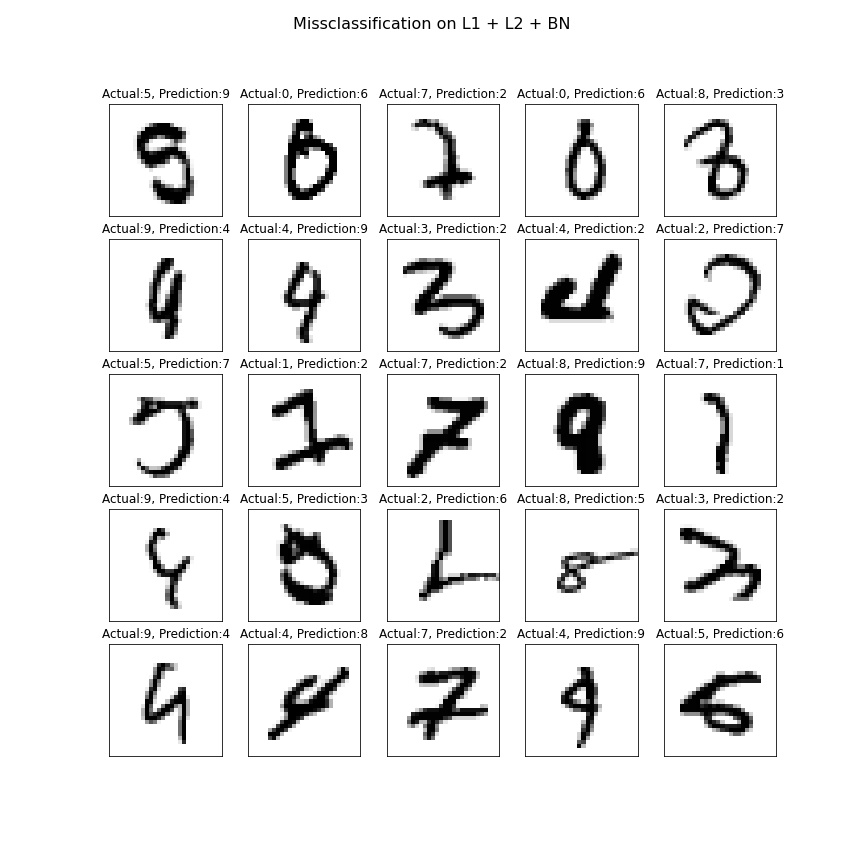 Missclassification on L1 + L2 + BN
Actual:5, Prediction:9 Actual:0, Prediction:6 Actual:7, Prediction:2 Actual:0, Prediction:6 Actual:8, Prediction:3
Actual:9, Prediction:4 Actual:4, Prediction:9 Actual:3, Prediction:2 Actual:4, Prediction:2 Actual:2, Prediction:7
Actual:5, Prediction:7 Actual:1, Prediction:2 Actual:7, Prediction:2 Actual:8, Prediction:9 Actual:7, Prediction:1
Actual:9, Prediction:4 Actual:5, Prediction:3 Actual:2, Prediction:6 Actual:8, Prediction:5 Actual:3, Prediction:2
Actual:9, Prediction:4 Actual:4, Prediction:8 Actual:7, Prediction:2 Actual:4, Prediction:9 Actual:5, Prediction:6